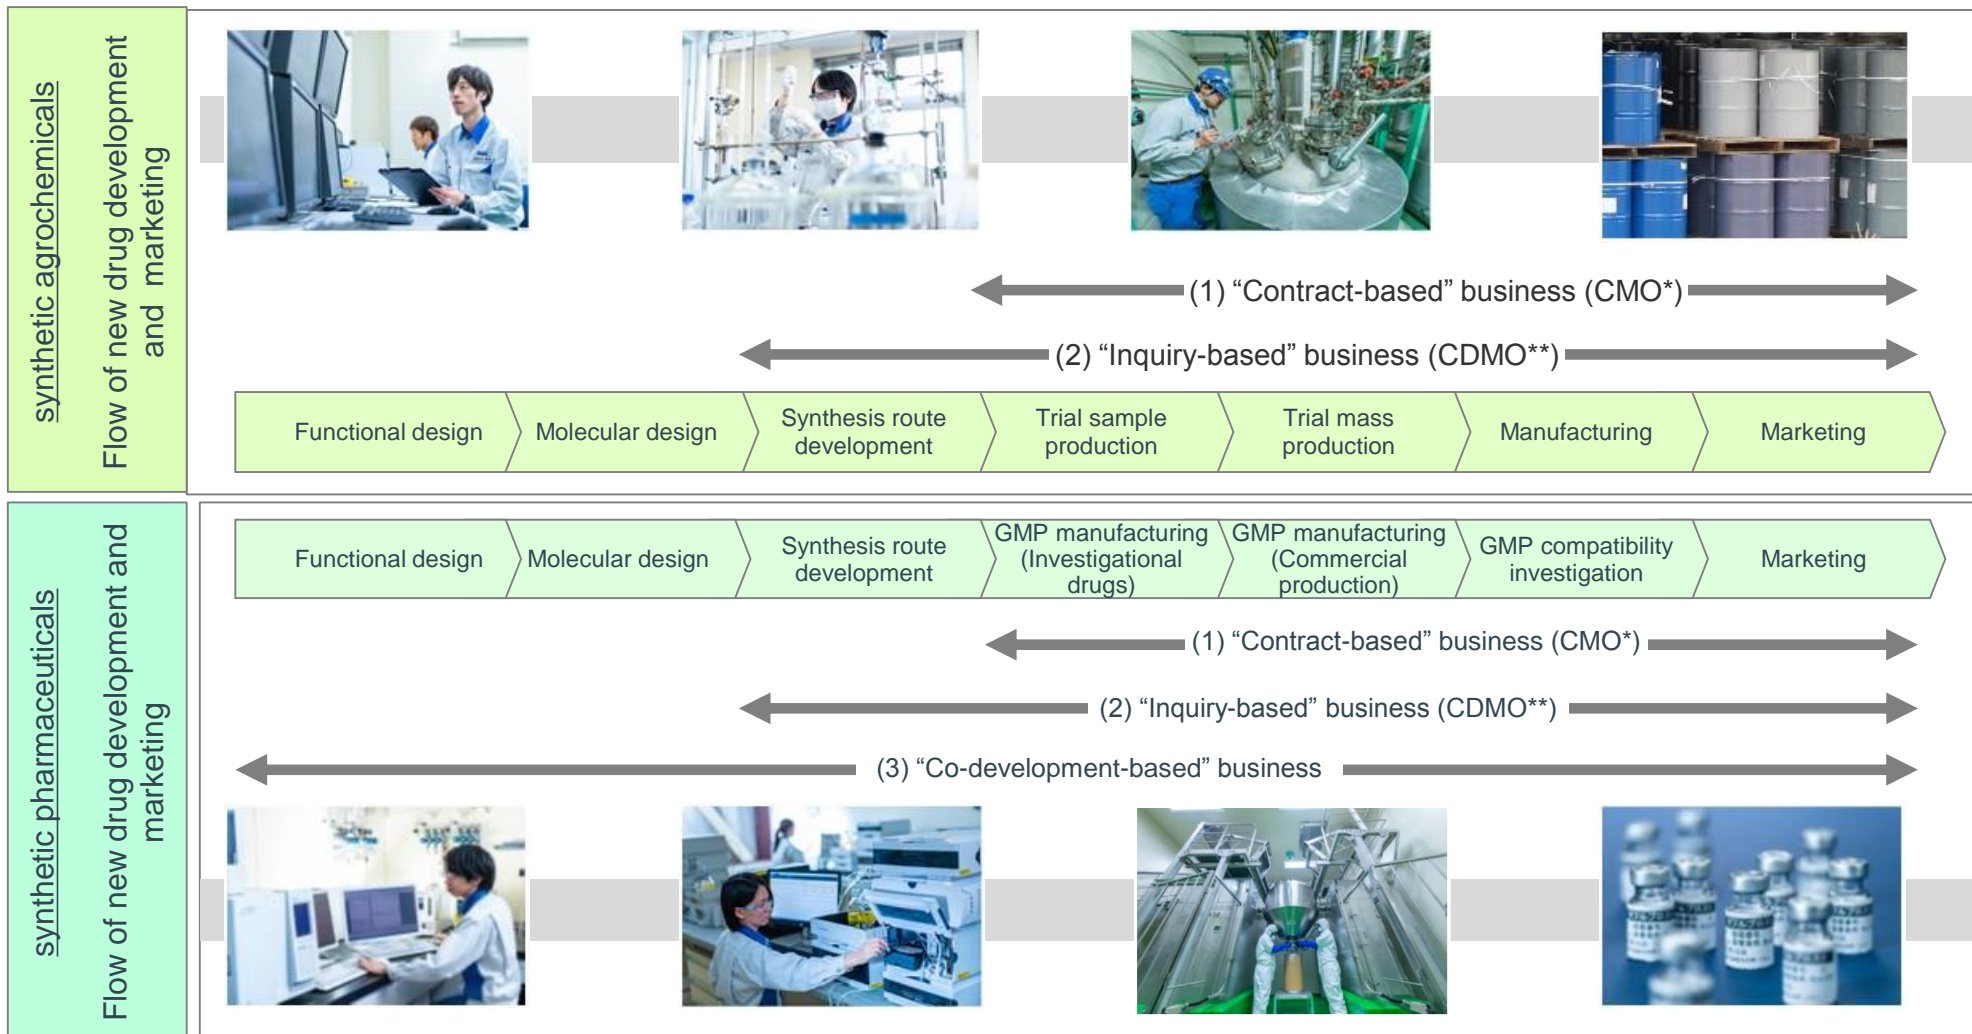 synthetic agrochemicals
Flow of new drug development
and  marketing
(1) “Contract-based” business (CMO*)
(2) “Inquiry-based” business (CDMO**)
Functional design
Molecular design
Synthesis route
development
Trial sample
production
Trial mass
production
Manufacturing
Marketing
synthetic pharmaceuticals
Flow of new drug development and
marketing
Functional design
Molecular design
Synthesis route
development
GMP manufacturing
(Investigational
drugs)
GMP manufacturing
(Commercial
production)
GMP compatibility
investigation
Marketing
(1) “Contract-based” business (CMO*)
(2) “Inquiry-based” business (CDMO**)
(3) “Co-development-based” business